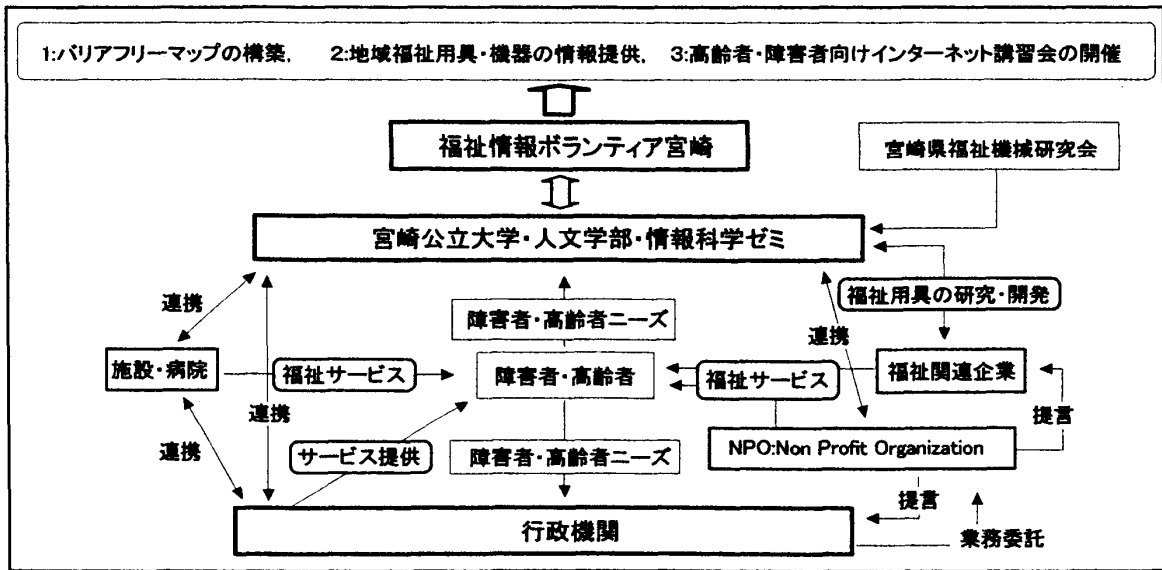 1:バリアフリーマップの構築, 2:地域福祉用具・機器の情報提供, 3:高齢者・障害者向けインターネット講習会の開催
福祉情報ボランティア宮崎
宮崎県福祉機械研究会
宮崎公立大学・人文学部・情報科学ゼミ
連携
障害者・高齢者ニーズ
福祉用具の研究・開発
連携
施設・病院
福祉サービス
障害者・高齢者
福祉サービス
福祉関連企業
連携
提言
連携
サービス提供
障害者・高齢者ニーズ
NPO:Non Profit Organization
提言
行政機関
業務委託